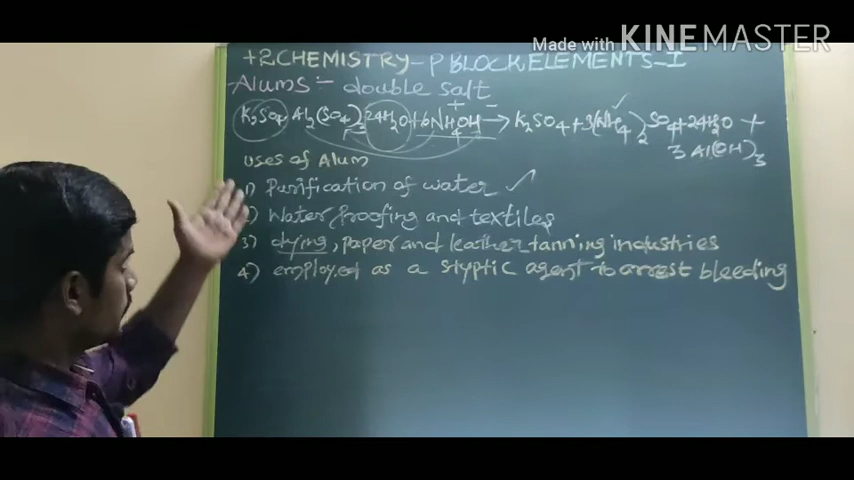 Made with KINEMASTER
+2 CHEMISTRY - P BLOCK ELEMENTS - I
Alums :- double salt
K₂SO₄. Al₂(SO₄)₃ 24H₂O + 6NH₄OH → K₂SO₄ + 3(NH₄)₂SO₄ + 24H₂O +
3 Al(OH)₃
uses of Alum
1) Purification of water ✓
2) Water proofing and textiles
3) dying, paper and leather tanning industries
4) employed as a styptic agent to arrest bleeding